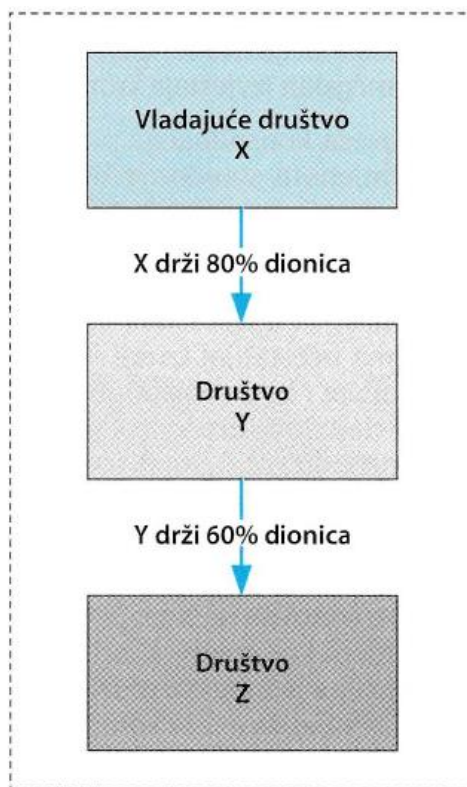 Vladajuće društvo
X
X drži 80% dionica
Društvo
Y
Y drži 60% dionica
Društvo
Z